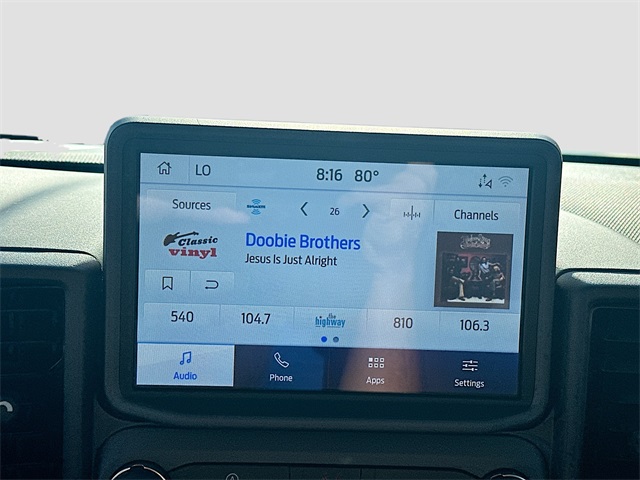 LO 8:16 80°
Sources 26 Channels
Classic
vinyl
Doobie Brothers
Jesus Is Just Alright
540 104.7 the highway 810 106.3
Audio Phone Apps Settings